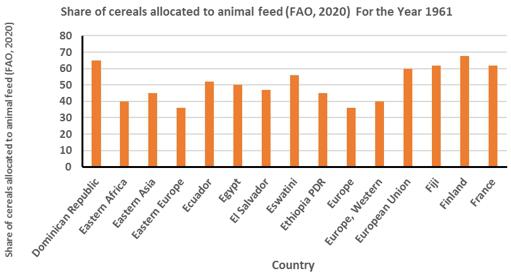 Share of cereals allocated to animal feed (FAO, 2020)  For the Year 1961
Share of cereals allocated to animal feed (FAO, 2020)
80
70
60
50
40
30
20
10
0
Dominican Republic
Eastern Africa
Eastern Asia
Eastern Europe
Ecuador
Egypt
El Salvador
Eswatini
Ethiopia PDR
Europe
Europe, Western
European Union
Fiji
Finland
France
Country